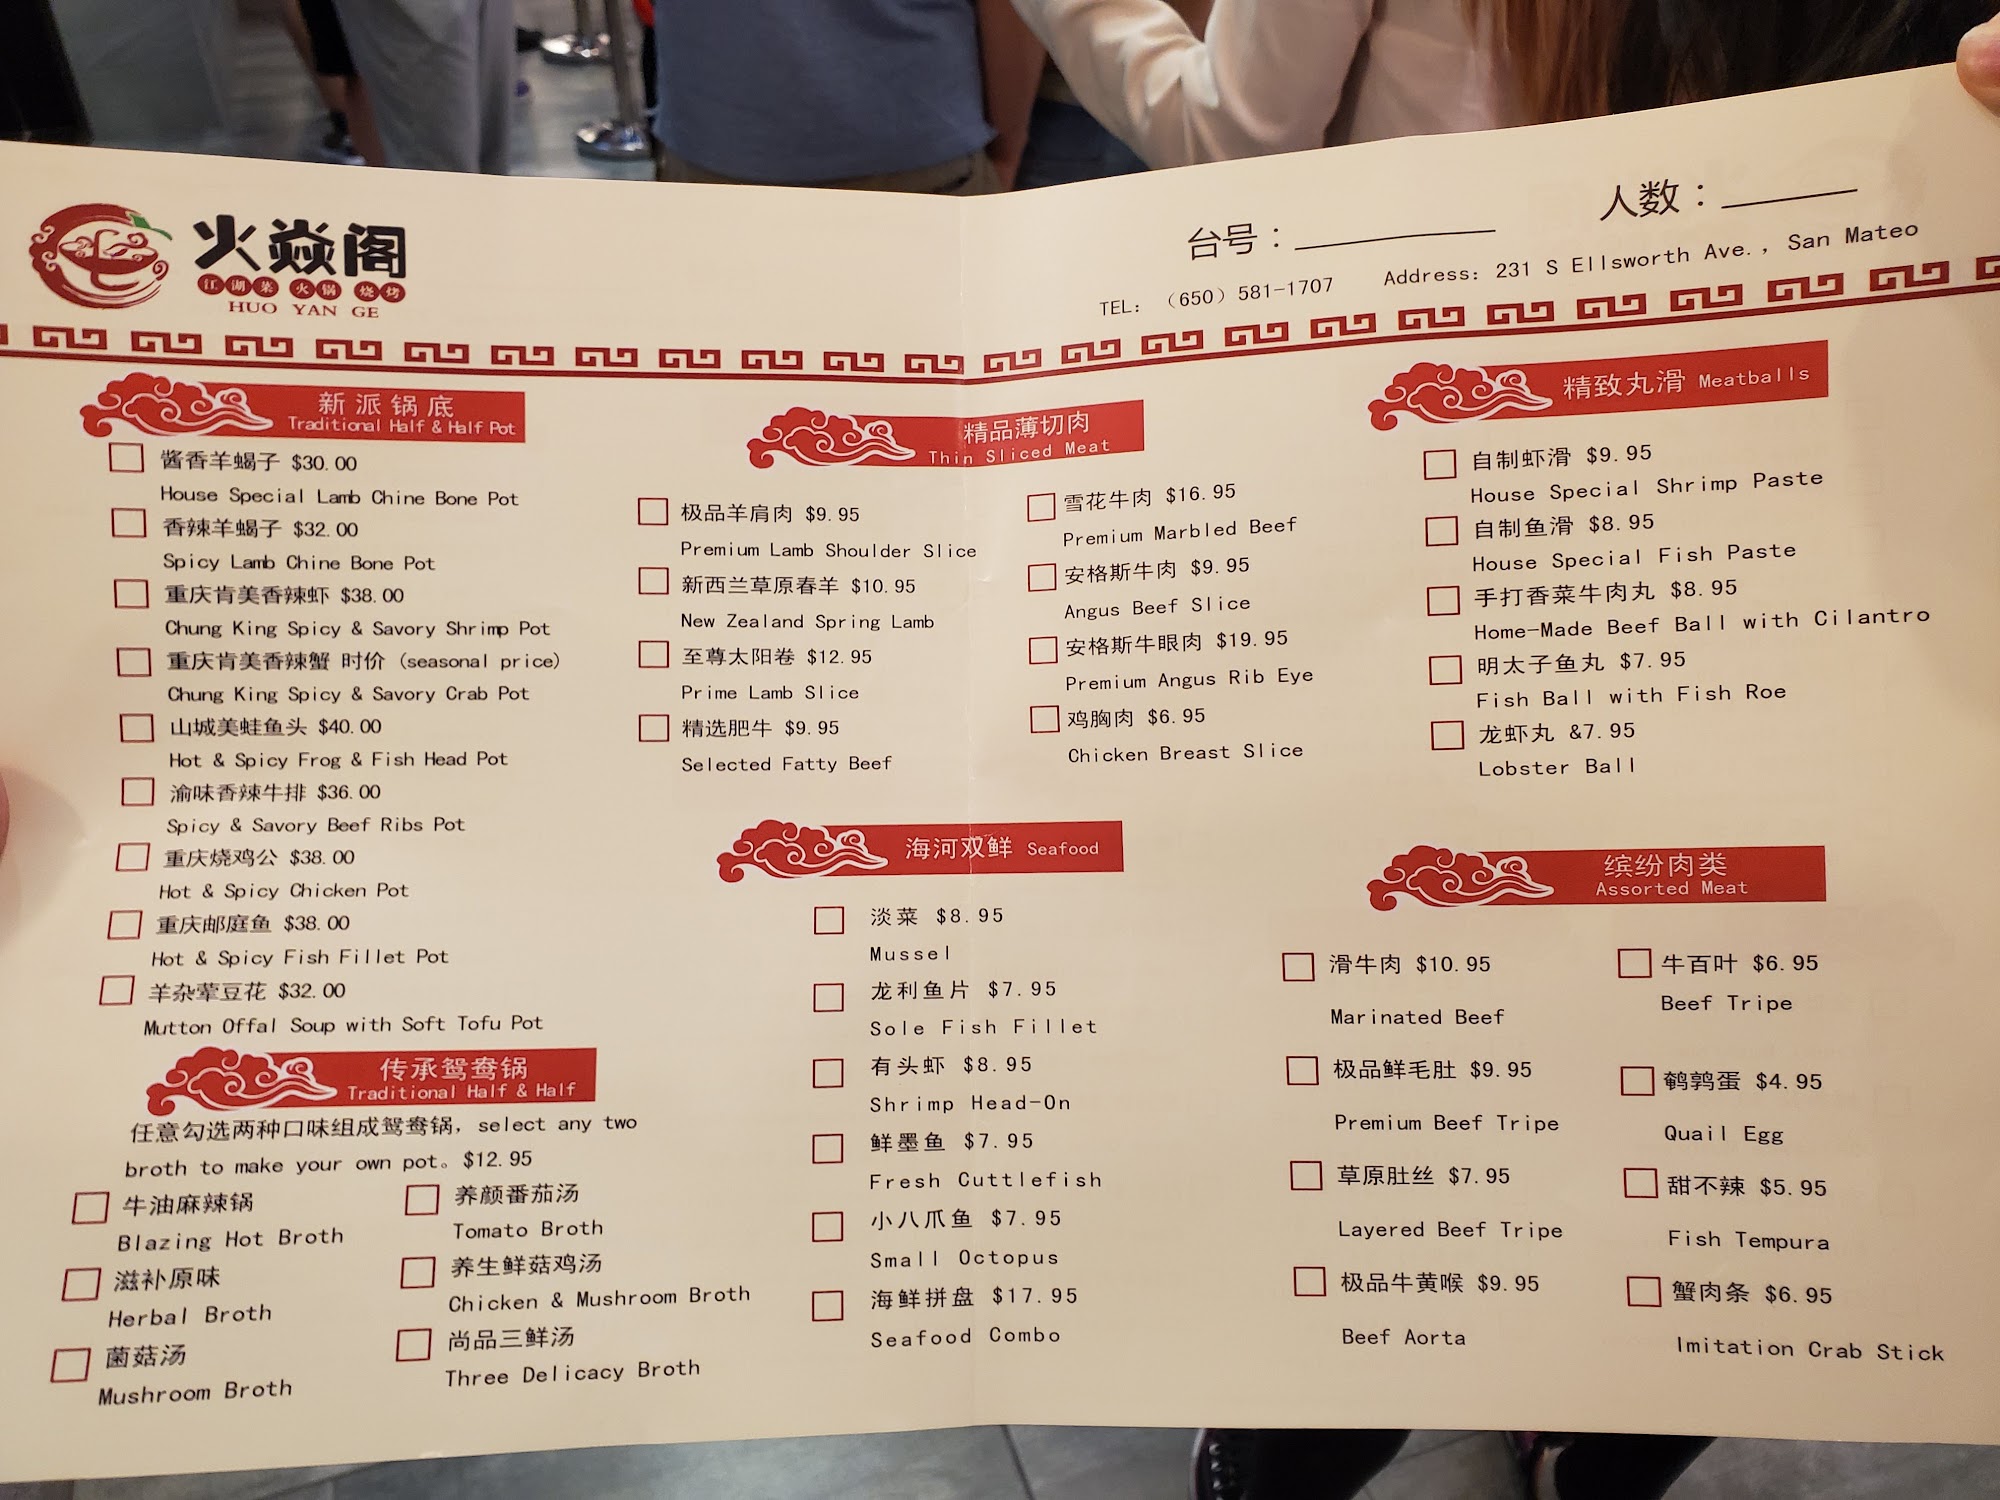 火焱阁
江湖菜 火锅 烧烤
HUO YAN GE
台号：
人数：
TEL: （650）581-1707
Address: 231 S Ellsworth Ave., San Mateo
新派锅底
Traditional Half & Half Pot
酱香羊蝎子 $30.00
House Special Lamb Chine Bone Pot
香辣羊蝎子 $32.00
Spicy Lamb Chine Bone Pot
重庆肯美香辣虾 $38.00
Chung King Spicy & Savory Shrimp Pot
重庆肯美香辣蟹 时价 (seasonal price)
Chung King Spicy & Savory Crab Pot
山城美蛙鱼头 $40.00
Hot & Spicy Frog & Fish Head Pot
渝味香辣牛排 $36.00
Spicy & Savory Beef Ribs Pot
重庆烧鸡公 $38.00
Hot & Spicy Chicken Pot
重庆邮庭鱼 $38.00
Hot & Spicy Fish Fillet Pot
羊杂荤豆花 $32.00
Mutton Offal Soup with Soft Tofu Pot
传承鸳鸯锅
Traditional Half & Half
任意勾选两种口味组成鸳鸯锅, select any two
broth to make your own pot。$12.95
牛油麻辣锅
Blazing Hot Broth
滋补原味
Herbal Broth
菌菇汤
Mushroom Broth
养颜番茄汤
Tomato Broth
养生鲜菇鸡汤
Chicken & Mushroom Broth
尚品三鲜汤
Three Delicacy Broth
精品薄切肉
Thin Sliced Meat
极品羊肩肉 $9.95
Premium Lamb Shoulder Slice
新西兰草原春羊 $10.95
New Zealand Spring Lamb
至尊太阳卷 $12.95
Prime Lamb Slice
精选肥牛 $9.95
Selected Fatty Beef
雪花牛肉 $16.95
Premium Marbled Beef
安格斯牛肉 $9.95
Angus Beef Slice
安格斯牛眼肉 $19.95
Premium Angus Rib Eye
鸡胸肉 $6.95
Chicken Breast Slice
海河双鲜 Seafood
淡菜 $8.95
Mussel
龙利鱼片 $7.95
Sole Fish Fillet
有头虾 $8.95
Shrimp Head-On
鲜墨鱼 $7.95
Fresh Cuttlefish
小八爪鱼 $7.95
Small Octopus
海鲜拼盘 $17.95
Seafood Combo
精致丸滑 Meatballs
自制虾滑 $9.95
House Special Shrimp Paste
自制鱼滑 $8.95
House Special Fish Paste
手打香菜牛肉丸 $8.95
Home-Made Beef Ball with Cilantro
明太子鱼丸 $7.95
Fish Ball with Fish Roe
龙虾丸 &7.95
Lobster Ball
缤纷肉类
Assorted Meat
滑牛肉 $10.95
Marinated Beef
极品鲜毛肚 $9.95
Premium Beef Tripe
草原肚丝 $7.95
Layered Beef Tripe
极品牛黄喉 $9.95
Beef Aorta
牛百叶 $6.95
Beef Tripe
鹌鹑蛋 $4.95
Quail Egg
甜不辣 $5.95
Fish Tempura
蟹肉条 $6.95
Imitation Crab Stick